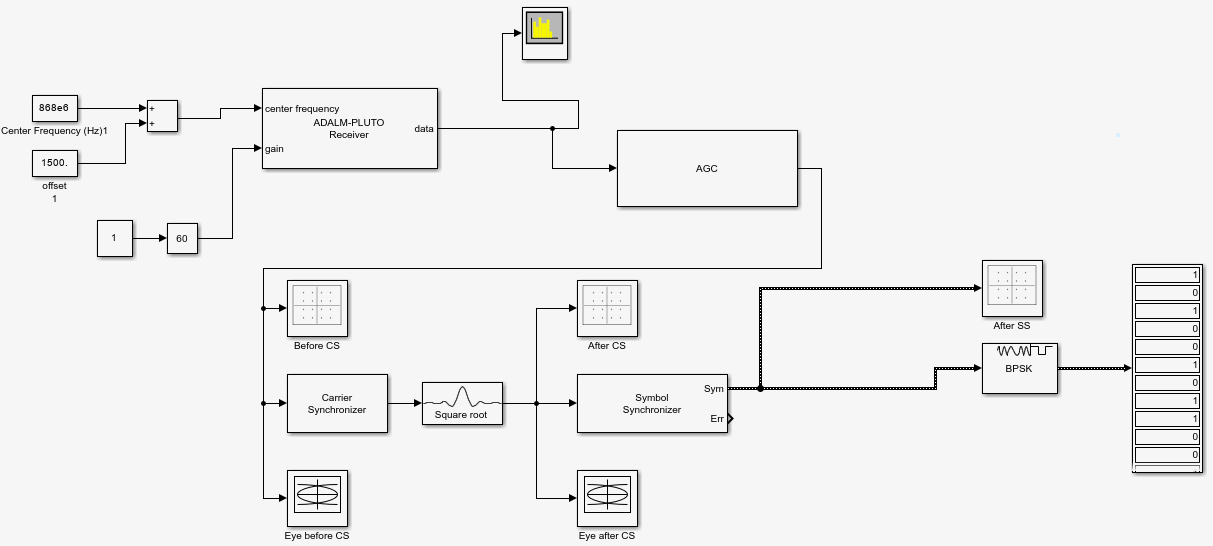 868e6
Center Frequency (Hz)1
1500.
offset
1
+
+
1
60
center frequency
ADALM-PLUTO
Receiver
data
gain
AGC
Before CS
After CS
Carrier
Synchronizer
Square root
Symbol
Synchronizer
Sym
Err
Eye before CS
Eye after CS
After SS
BPSK
1
0
1
0
0
1
0
1
1
0
0